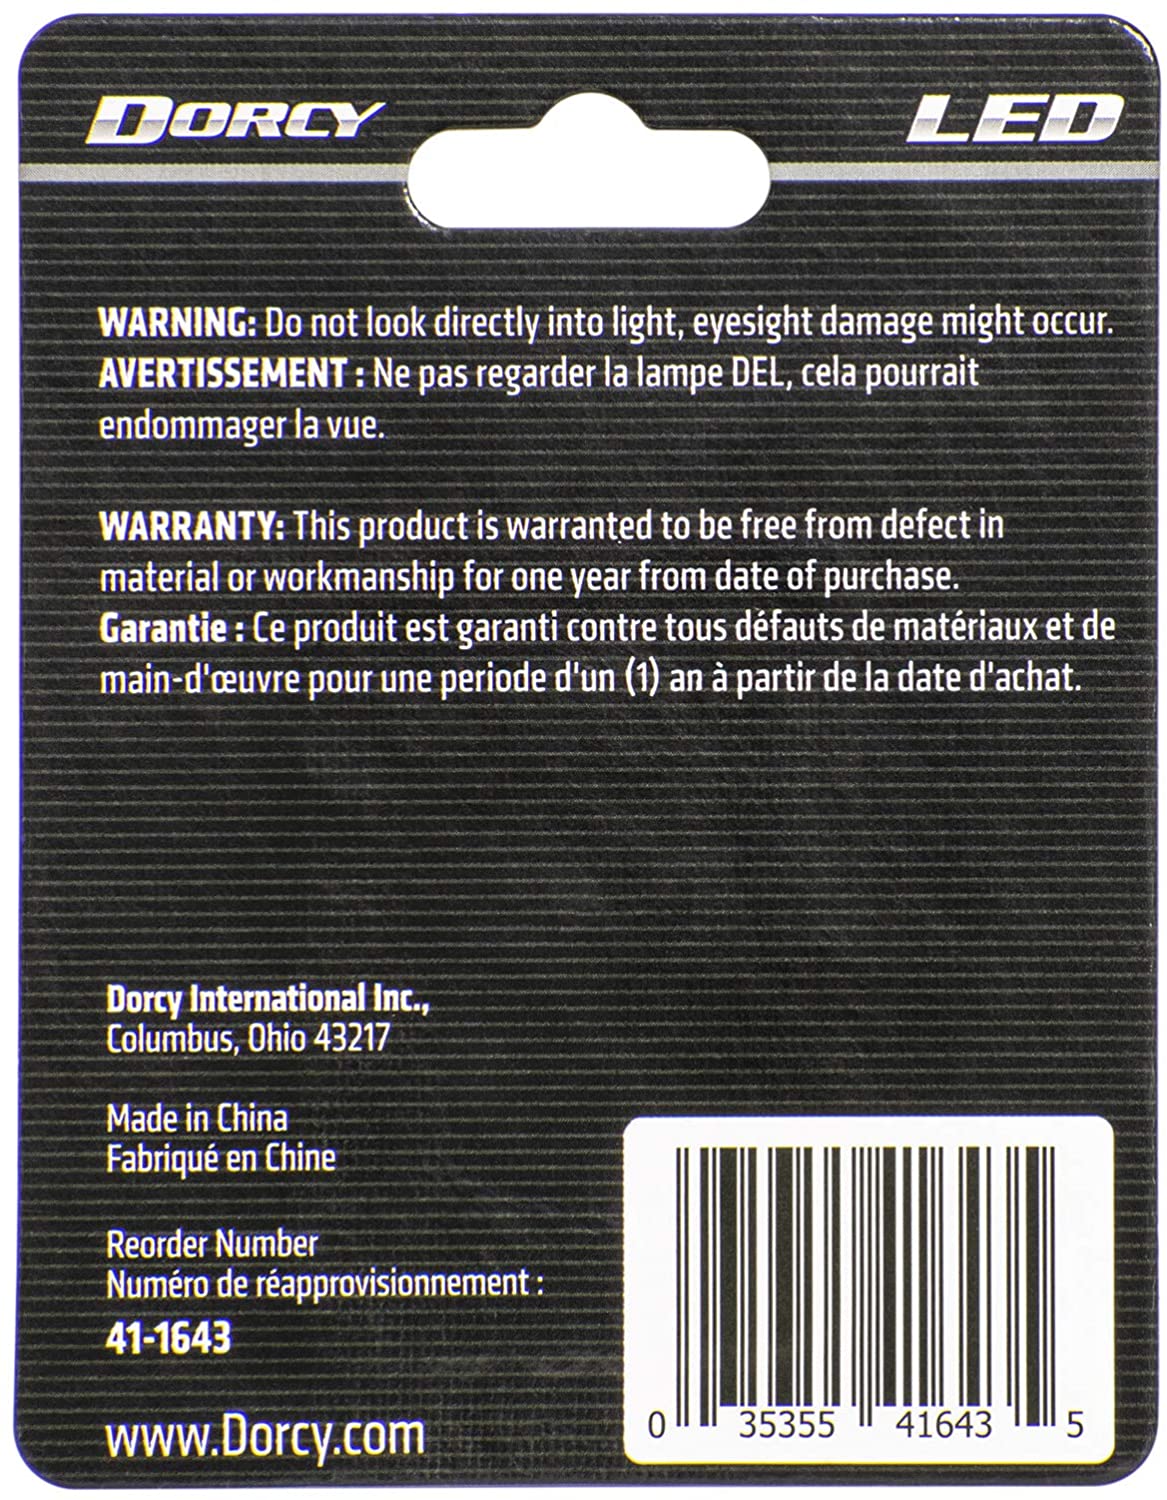 DORCY LED
WARNING: Do not look directly into light, eyesight damage might occur.
AVERTISSEMENT : Ne pas regarder la lampe DEL, cela pourrait
endommager la vue.
WARRANTY: This product is warranted to be free from defect in
material or workmanship for one year from date of purchase.
Garantie : Ce produit est garanti contre tous défauts de matériaux et de
main-d'œuvre pour une periode d'un (1) an à partir de la date d'achat.
Dorcy International Inc.,
Columbus, Ohio 43217
Made in China
Fabriqué en Chine
Reorder Number
Numéro de réapprovisionnement :
41-1643
www.Dorcy.com
0 35355 41643 5